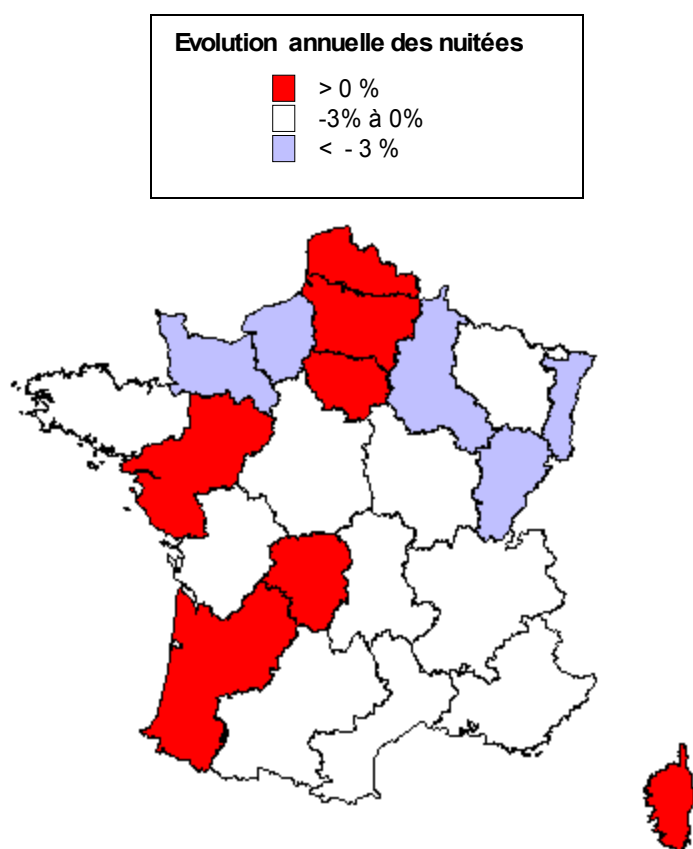 Evolution annuelle des nuitées
> 0 %
-3% à 0%
< - 3 %